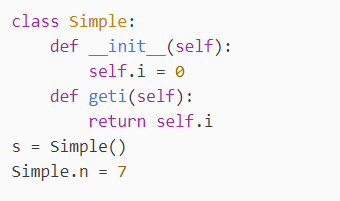 class Simple:
    def __init__(self):
        self.i = 0
    def geti(self):
        return self.i
s = Simple()
Simple.n = 7